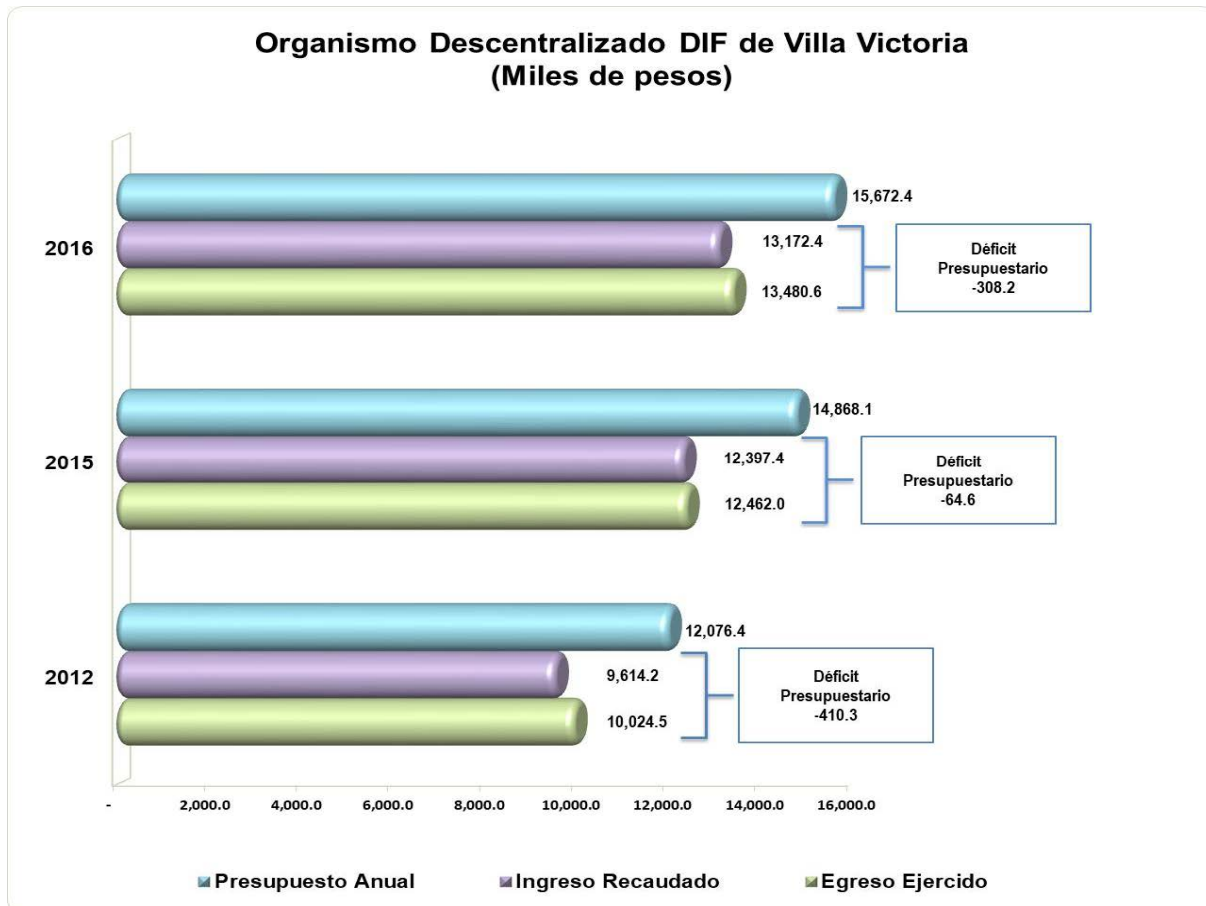 Organismo Descentralizado DIF de Villa Victoria
(Miles de pesos)
2016
15,672.4
13,172.4
13,480.6
Déficit
Presupuestario
-308.2
2015
14,868.1
12,397.4
12,462.0
Déficit
Presupuestario
-64.6
2012
12,076.4
9,614.2
10,024.5
Déficit
Presupuestario
-410.3
- 2,000.0 4,000.0 6,000.0 8,000.0 10,000.0 12,000.0 14,000.0 16,000.0
Presupuesto Anual Ingreso Recaudado Egreso Ejercido